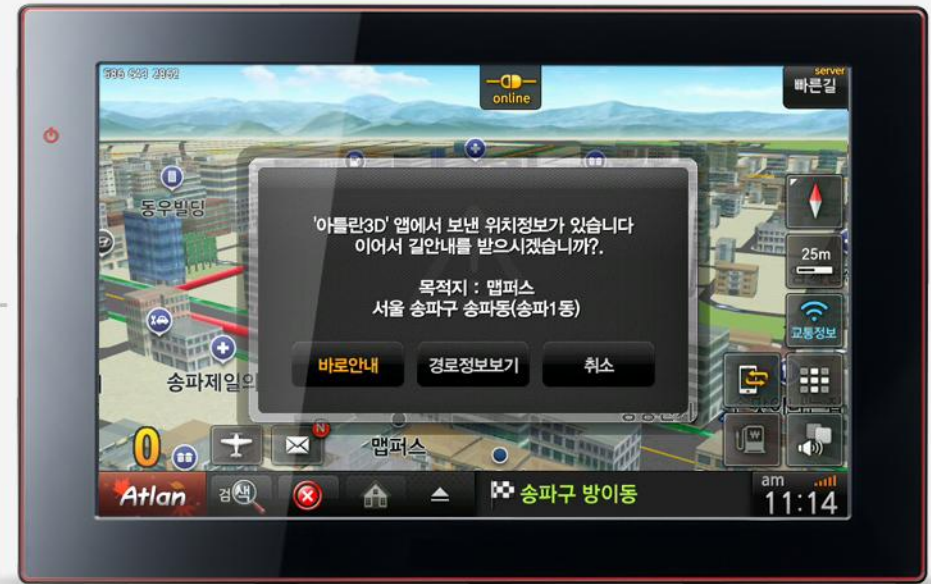 586 643 2862
online
server
빠른길
동우빌딩
'아틀란3D' 앱에서 보낸 위치정보가 있습니다
이어서 길안내를 받으시겠습니까?.
목적지 : 맵퍼스
서울 송파구 송파동(송파1동)
바로안내
경로정보보기
취소
25m
교통정보
송파제일의
0
N
맵퍼스
W
Atlan
검색
송파구 방이동
am
11:14